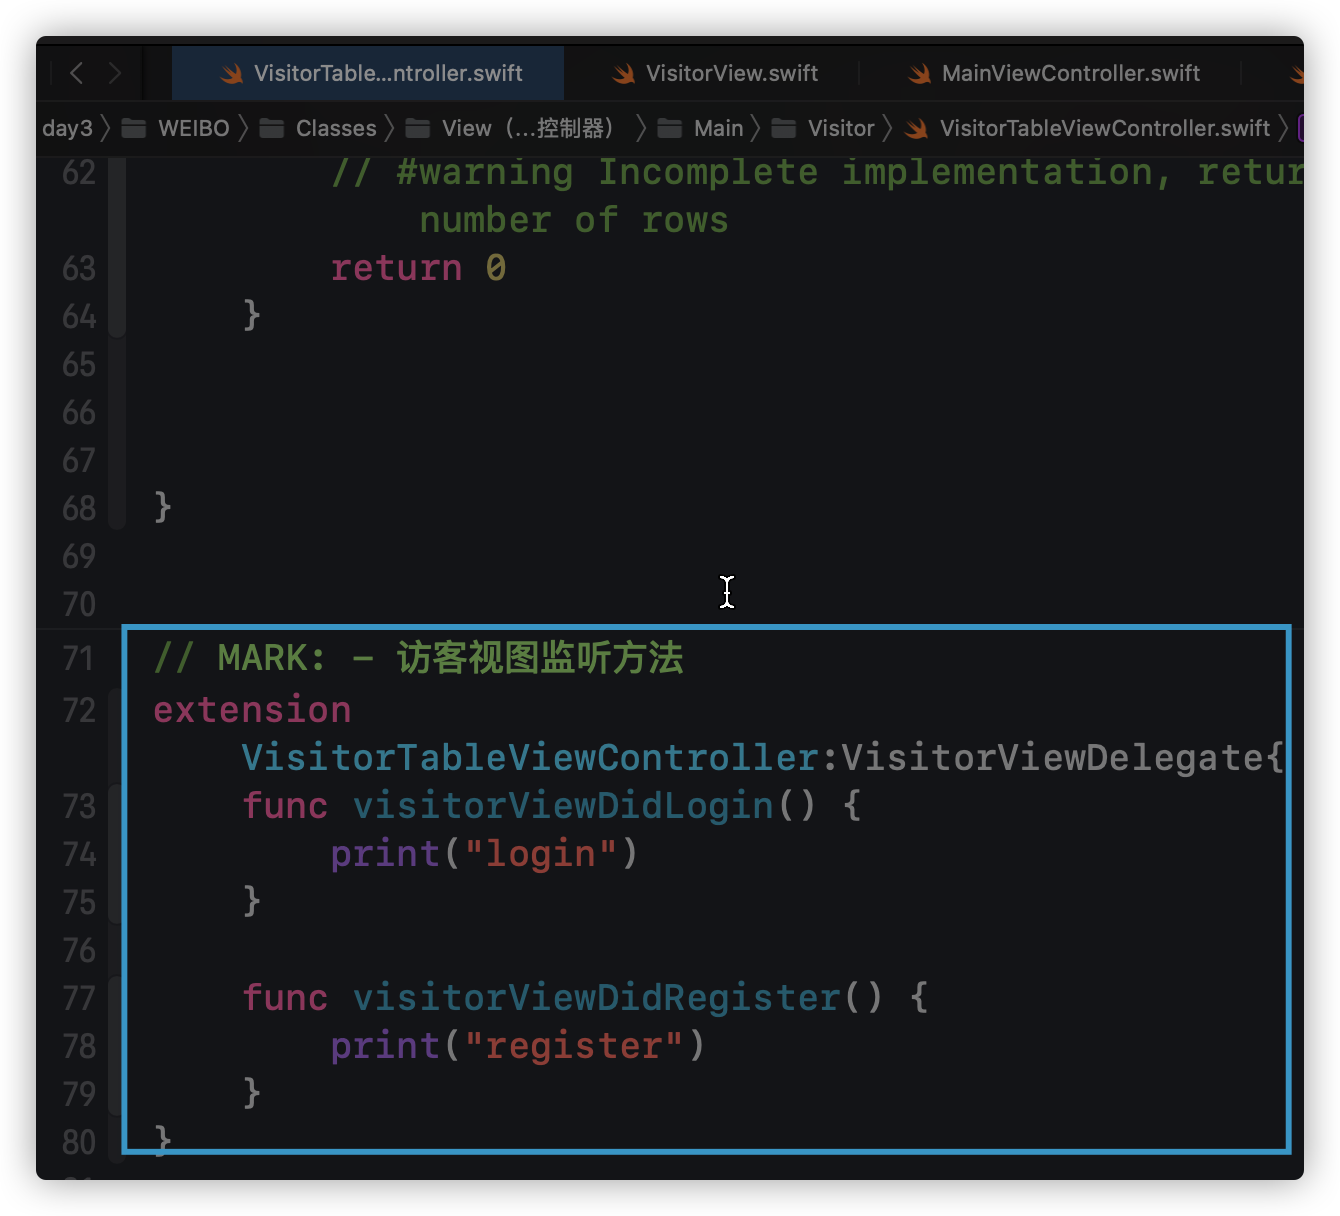 VisitorTable...ntroller.swift VisitorView.swift MainViewController.swift
day3 WEIBO Classes View （...控制器） Main Visitor VisitorTableViewController.swift
62 // #warning Incomplete implementation, retur
number of rows
63 return 0
64 }
65
66
67
68 }
69
70
71 // MARK: – 访客视图监听方法
72 extension
VisitorTableViewController:VisitorViewDelegate{
73 func visitorViewDidLogin() {
74 print("login")
75 }
76
77 func visitorViewDidRegister() {
78 print("register")
79 }
80 }